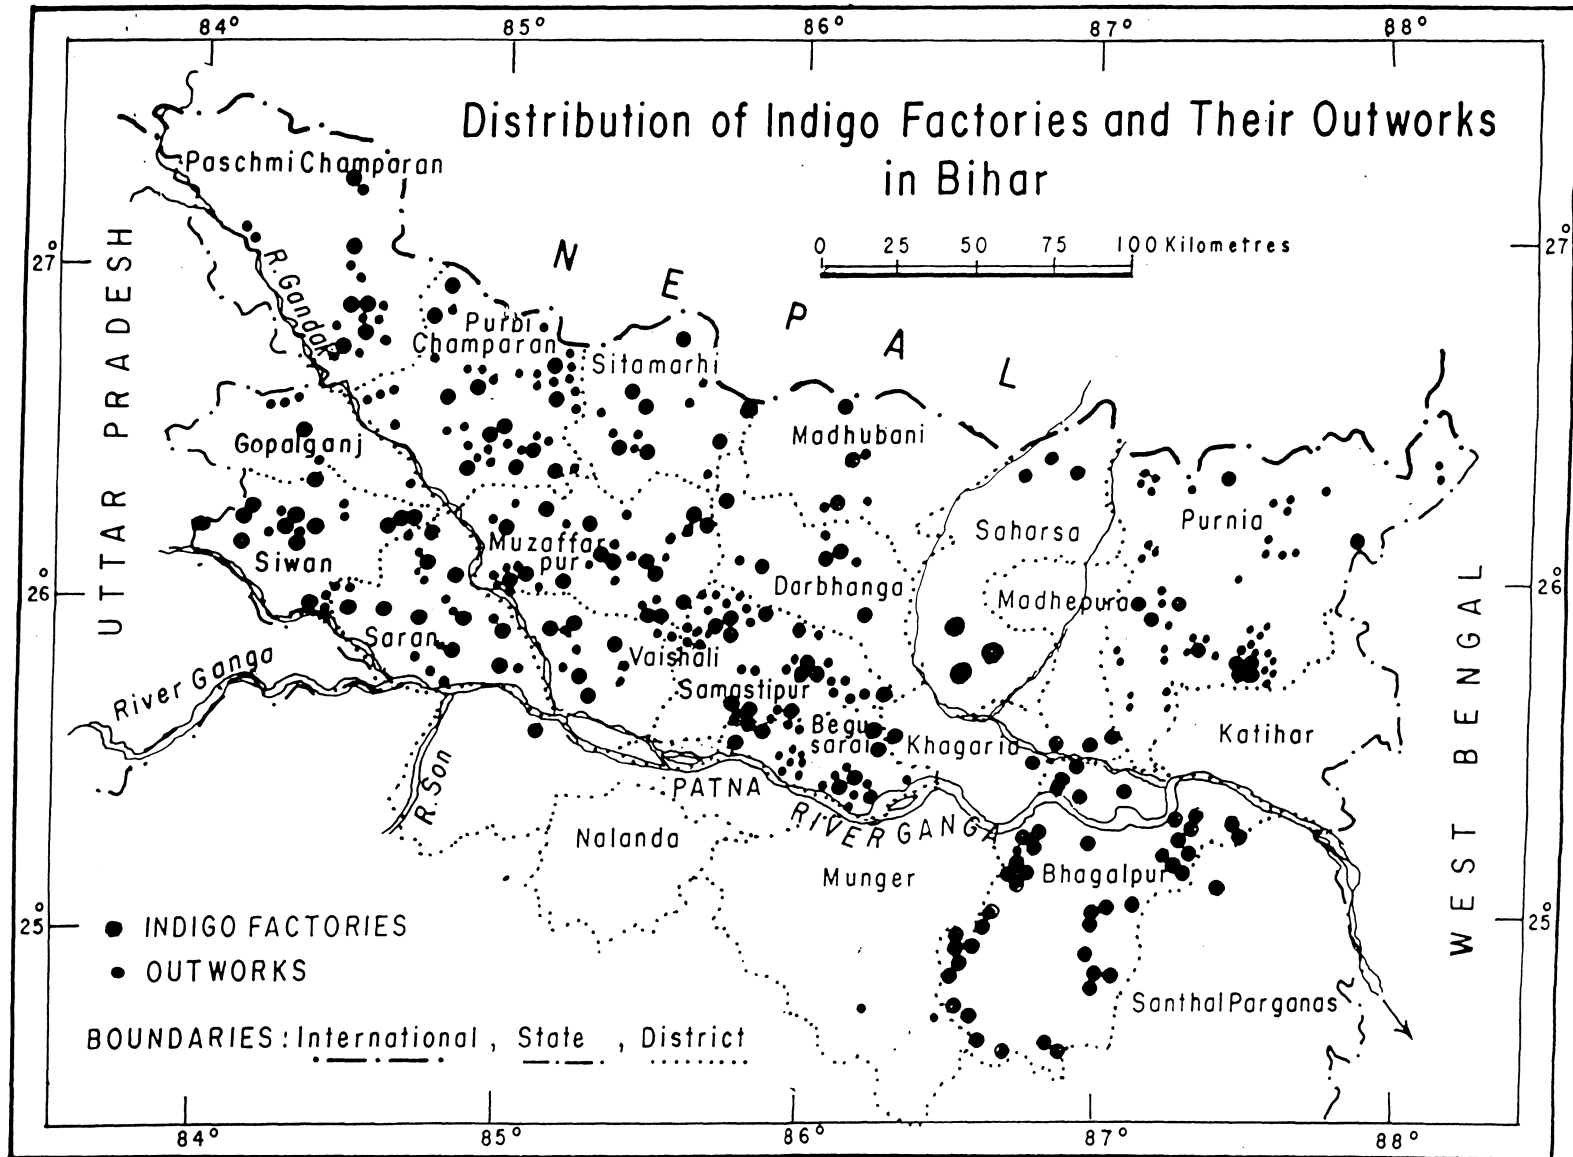 84° 85° 86° 87° 88°
Distribution of Indigo Factories and Their Outworks
in Bihar
Paschmi Champaran
0 25 50 75 100 Kilometres
27° 27°
UTTAR PRADESH
NEPAL
R. Gandak
Purbi
Champaran
Sitamarhi
Gopalganj
Madhubani
Saharsa
Purnia
Siwan
Muzaffar
pur
Darbhanga
Madhepura
26° 26°
WEST BENGAL
Saran
Vaishali
River Ganga
Samastipur
Begu
sarai
Khagaria
Katihar
R Son
PATNA
RIVER GANGA
Nalanda
Munger
Bhagalpur
25° 25°
INDIGO FACTORIES
OUTWORKS
Santhal Parganas
BOUNDARIES: International, State, District
84° 85° 86° 87° 88°